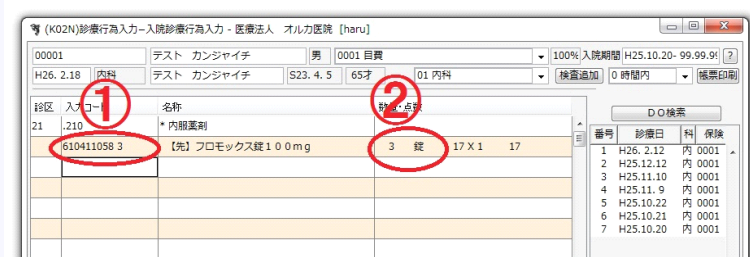 (K02N)診療行為入力-入院診療行為入力 - 医療法人 オルカ医院 [haru]
00001 テスト カンジャイチ 男 0001 自費 100% 入院期間 H25.10.20- 99.99.99 ?
H26. 2.18 内科 テスト カンジャイチ S23. 4. 5 65才 01 内科 検査追加 0 時間内 帳票印刷
① ②
診区 入力コード 名称 数量・点数 DO検索
21 .210 * 内服薬剤
610411058 3 【先】フロモックス錠100mg 3 錠 17 X 1 17
番号 診療日 科 保険
1 H26. 2.12 内 0001
2 H25.12.12 内 0001
3 H25.11.10 内 0001
4 H25.11. 9 内 0001
5 H25.10.22 内 0001
6 H25.10.21 内 0001
7 H25.10.20 内 0001